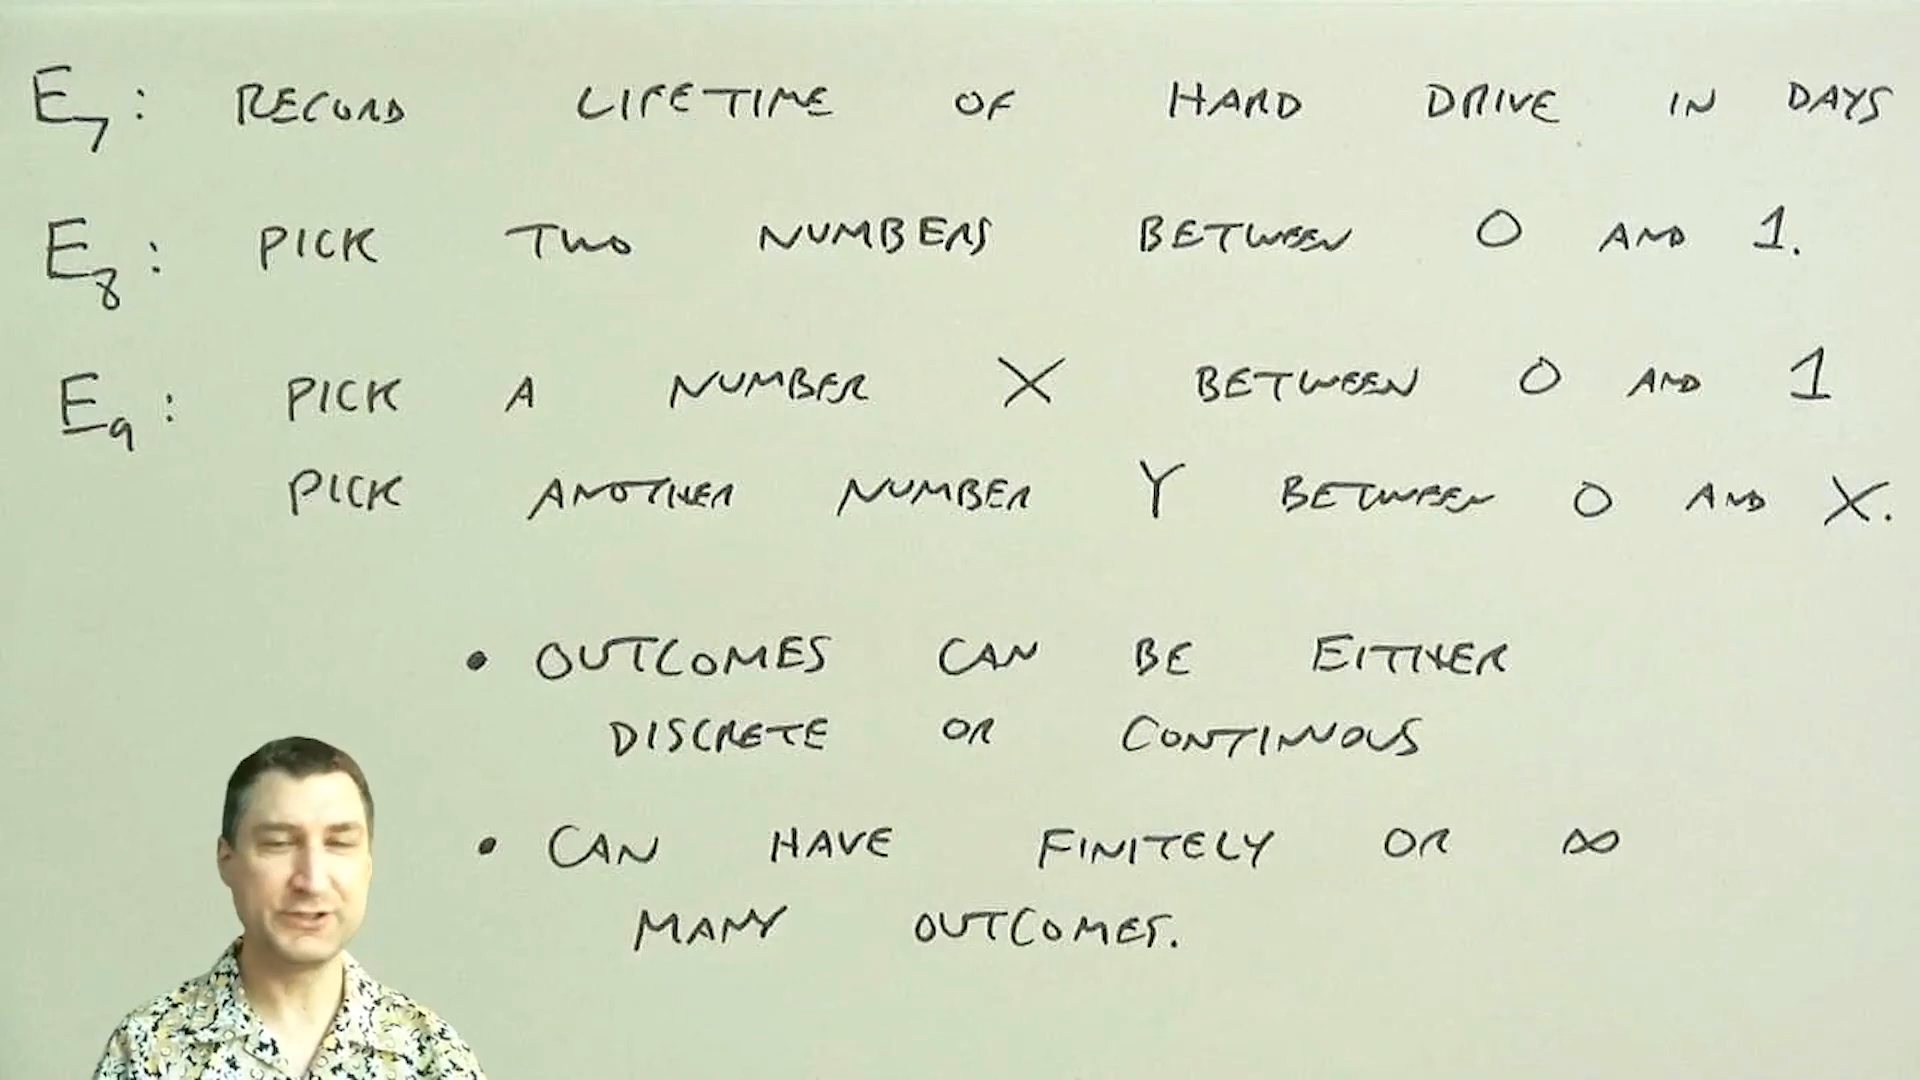 E7: RECORD LIFETIME OF HARD DRIVE IN DAYS
E8: PICK TWO NUMBERS BETWEEN 0 AND 1.
E9: PICK A NUMBER X BETWEEN 0 AND 1
PICK ANOTHER NUMBER Y BETWEEN 0 AND X.
• OUTCOMES CAN BE EITHER
DISCRETE OR CONTINUOUS
• CAN HAVE FINITELY OR ∞
MANY OUTCOMES.